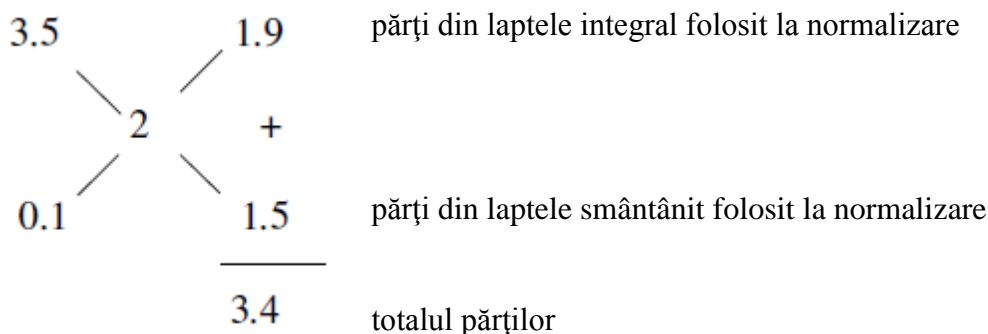 3.5 1.9 părţi din laptele integral folosit la normalizare
2 +
0.1 1.5 părţi din laptele smântânit folosit la normalizare
3.4 totalul părţilor